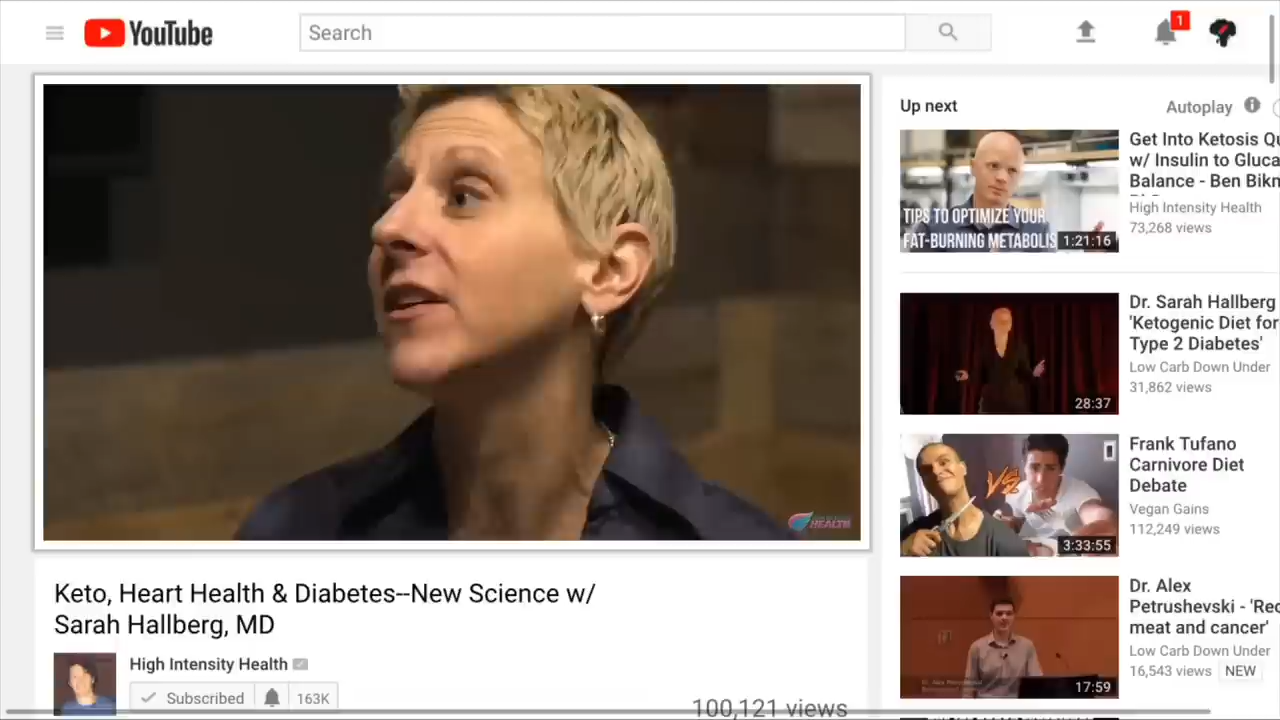 YouTube
Search
1
HEALTH
Keto, Heart Health & Diabetes--New Science w/
Sarah Hallberg, MD
High Intensity Health
Subscribed
163K
100,121 views
Up next
Autoplay
TIPS TO OPTIMIZE YOUR
FAT-BURNING METABOLIS
1:21:16
Get Into Ketosis Qu
w/ Insulin to Gluca
Balance - Ben Bikn
High Intensity Health
73,268 views
28:37
Dr. Sarah Hallberg
'Ketogenic Diet for
Type 2 Diabetes'
Low Carb Down Under
31,862 views
VS
3:33:55
Frank Tufano
Carnivore Diet
Debate
Vegan Gains
112,249 views
17:59
Dr. Alex
Petrushevski - 'Red
meat and cancer'
Low Carb Down Under
16,543 views NEW